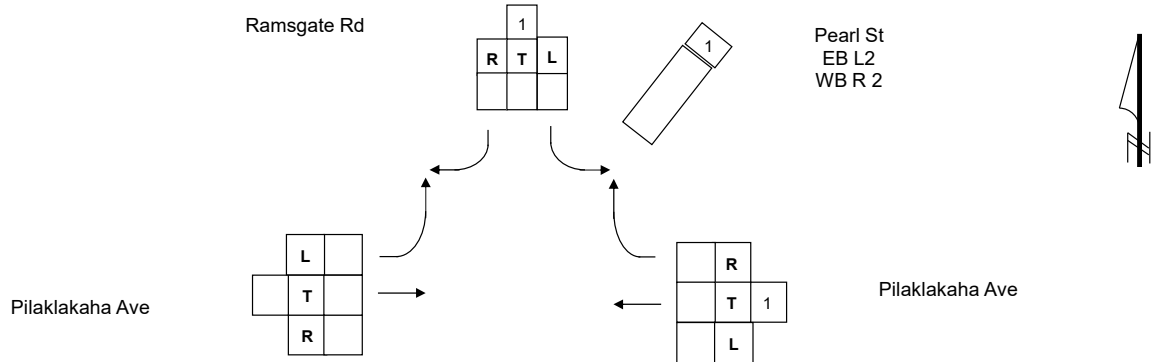 Ramsgate Rd
1
R T L
1
Pearl St
EB L2
WB R 2
N
L
T
R
Pilaklakaha Ave
R
T 1
L
Pilaklakaha Ave